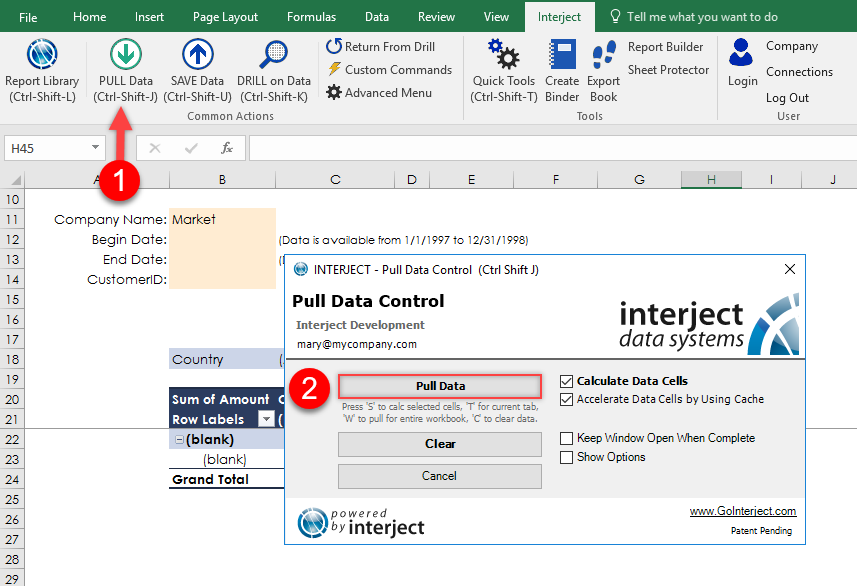 File Home Insert Page Layout Formulas Data Review View Interject Tell me what you want to do
Report Library
(Ctrl-Shift-L)
PULL Data
(Ctrl-Shift-J)
SAVE Data
(Ctrl-Shift-U)
DRILL on Data
(Ctrl-Shift-K)
Return From Drill
Custom Commands
Advanced Menu
Common Actions
Quick Tools
(Ctrl-Shift-T)
Create
Binder
Export
Book
Report Builder
Sheet Protector
Tools
Login
Company
Connections
Log Out
User
H45
fx
1
A B C D E F G H I J
10
11 Company Name: Market
12 Begin Date: (Data is available from 1/1/1997 to 12/31/1998)
13 End Date:
14 CustomerID:
15
16
17
18 Country
19
20 Sum of Amount
21 Row Labels
22 (blank)
23 (blank)
24 Grand Total
25
26
27
28
29
INTERJECT - Pull Data Control (Ctrl Shift J)
Pull Data Control
Interject Development
mary@mycompany.com
interject
data systems
2
Pull Data
Press 'S' to calc selected cells, 'T' for current tab,
'W' to pull for entire workbook, 'C' to clear data.
Clear
Cancel
Calculate Data Cells
Accelerate Data Cells by Using Cache
Keep Window Open When Complete
Show Options
powered
by interject
www.GoInterject.com
Patent Pending